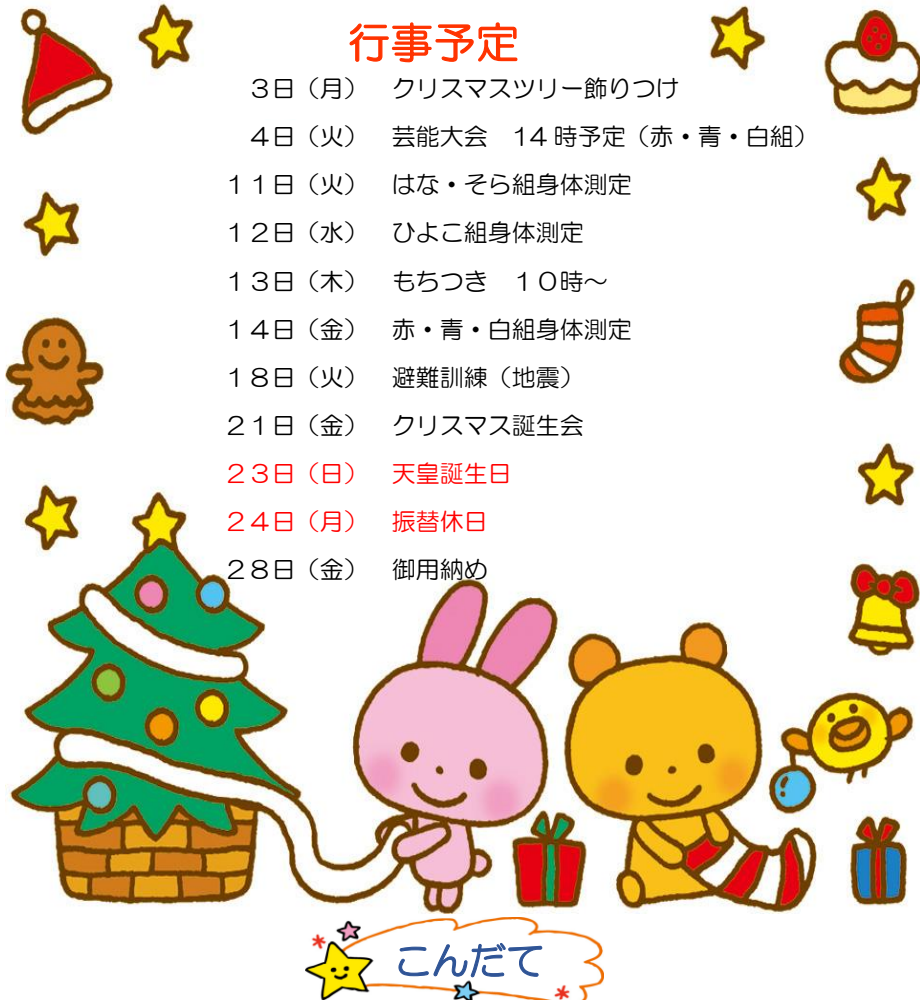 行事予定
3日（月）　クリスマスツリー飾りつけ
4日（火）　芸能大会　14時予定（赤・青・白組）
１１日（火）　はな・そら組身体測定
１２日（水）　ひよこ組身体測定
１３日（木）　もちつき　１０時～
１４日（金）　赤・青・白組身体測定
１８日（火）　避難訓練（地震）
２１日（金）　クリスマス誕生会
２３日（日）　天皇誕生日
２４日（月）　振替休日
２８日（金）　御用納め
こんだて